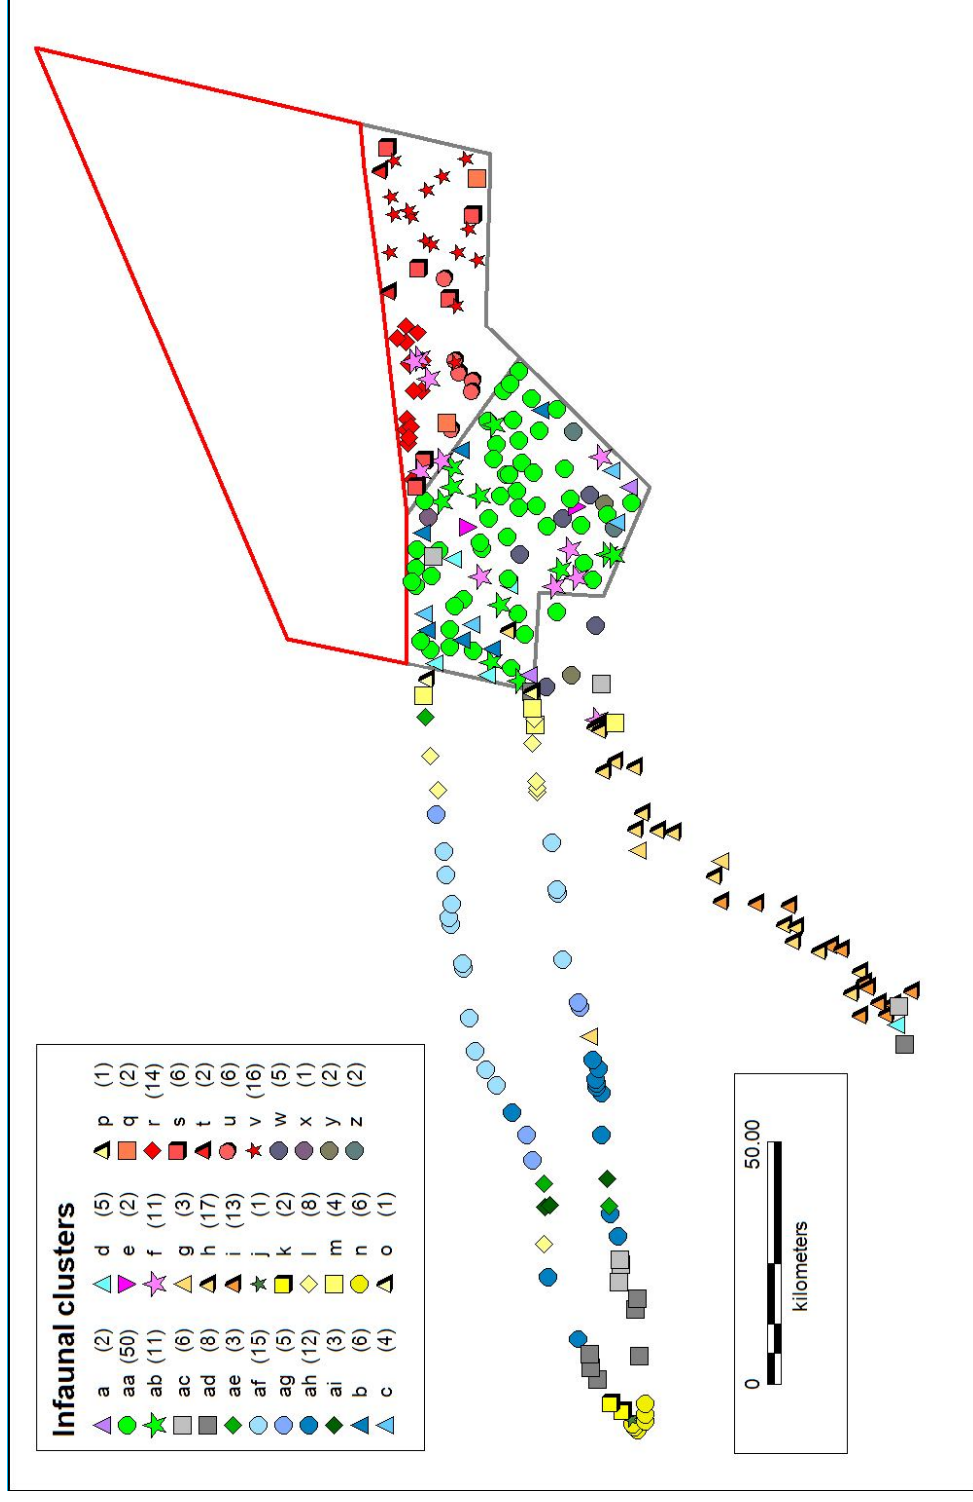 Infaunal clusters
a (2)
aa (50)
ab (11)
ac (6)
ad (8)
ae (3)
af (15)
ag (5)
ah (12)
ai (3)
b (6)
c (4)
d (5)
e (2)
f (11)
g (3)
h (17)
i (13)
j (1)
k (2)
l (8)
m (4)
n (6)
o (1)
p (1)
q (2)
r (14)
s (6)
t (2)
u (6)
v (16)
w (5)
x (1)
y (2)
z (2)
0 50.00
kilometers